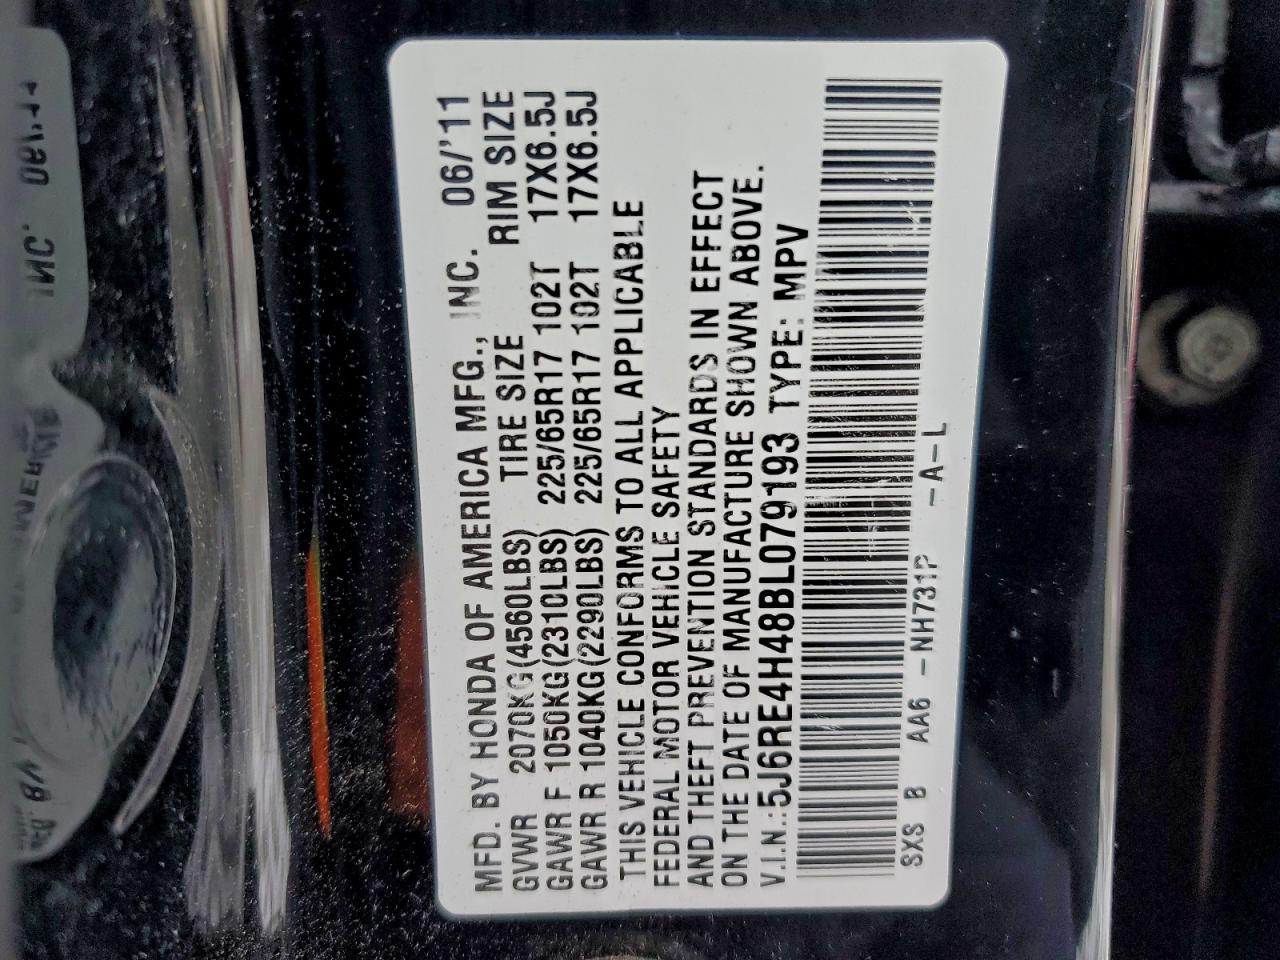 MFD. BY HONDA OF AMERICA MFG., INC. 06/'11
GVWR 2070KG(4560LBS) TIRE SIZE RIM SIZE
GAWR F 1050KG(2310LBS) 225/65R17 102T 17X6.5J
GAWR R 1040KG(2290LBS) 225/65R17 102T 17X6.5J
THIS VEHICLE CONFORMS TO ALL APPLICABLE
FEDERAL MOTOR VEHICLE SAFETY
AND THEFT PREVENTION STANDARDS IN EFFECT
ON THE DATE OF MANUFACTURE SHOWN ABOVE.
V.I.N.:5J6RE4H48BL079193 TYPE: MPV
SXS B AA6 -NH731P -A-L